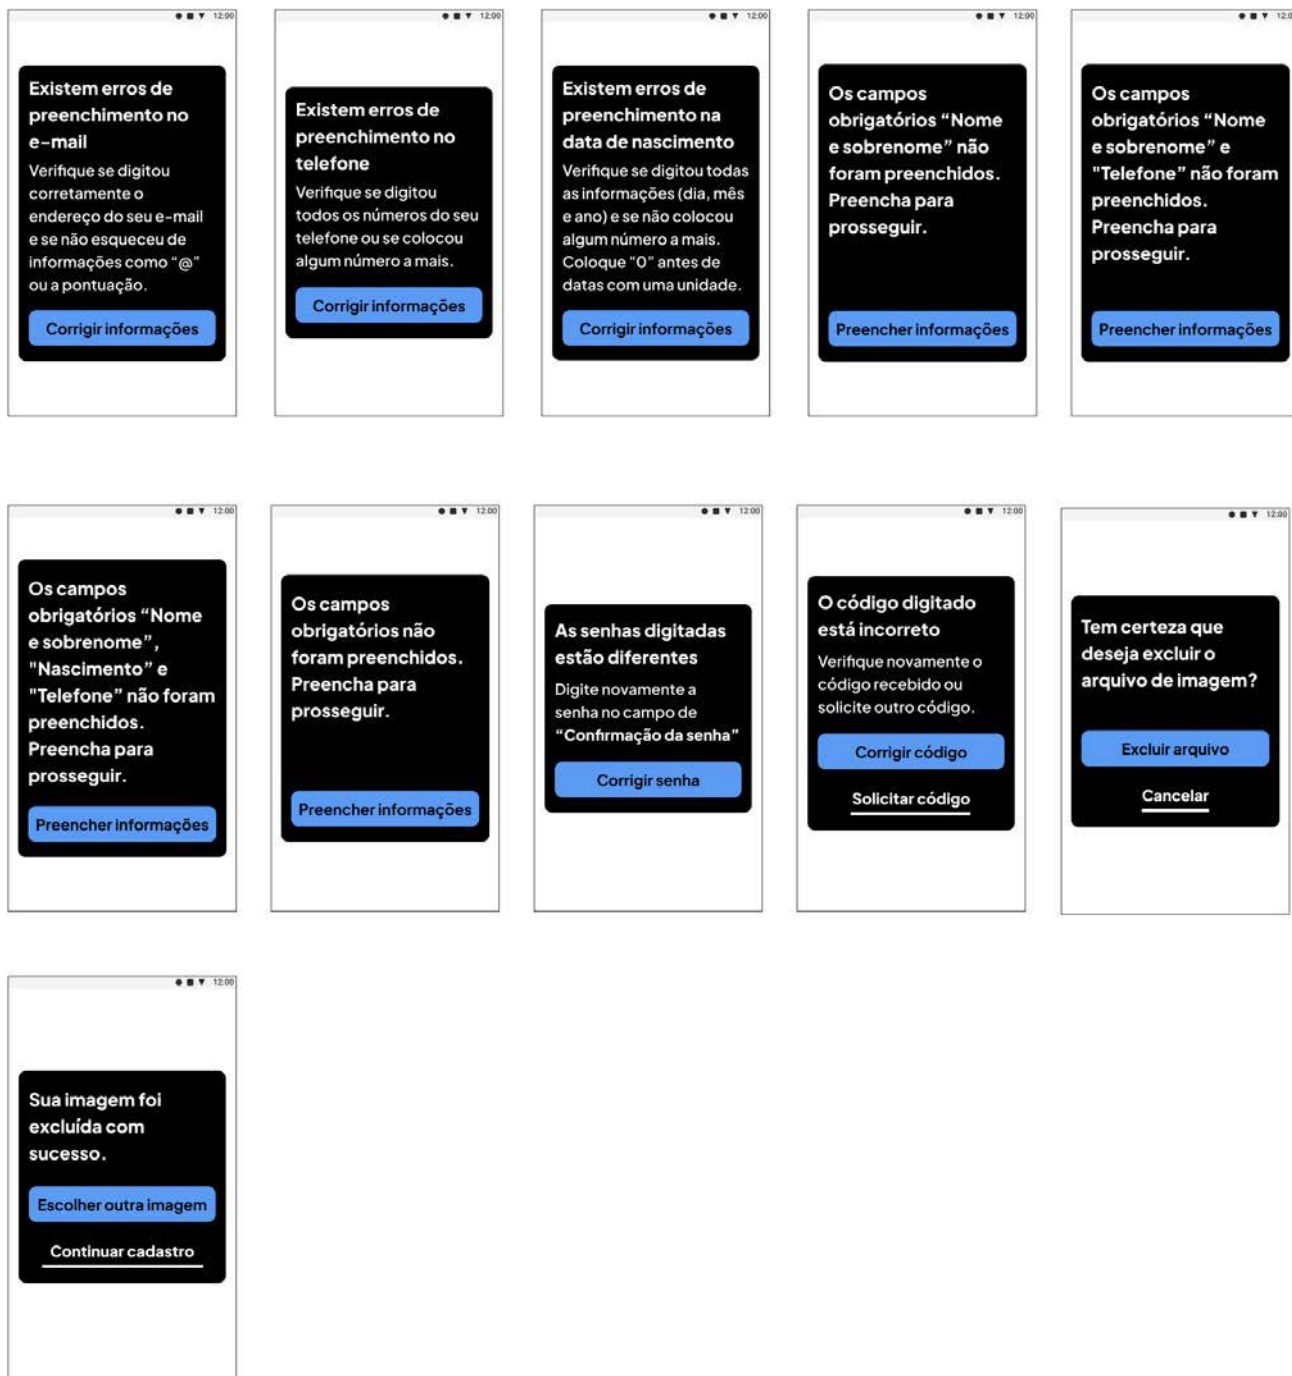 12:00
Existem erros de
preenchimento no
e-mail
Verifique se digitou
corretamente o
endereço do seu e-mail
e se não esqueceu de
informações como “@”
ou a pontuação.
Corrigir informações
12:00
Existem erros de
preenchimento no
telefone
Verifique se digitou
todos os números do seu
telefone ou se colocou
algum número a mais.
Corrigir informações
12:00
Existem erros de
preenchimento na
data de nascimento
Verifique se digitou todas
as informações (dia, mês
e ano) e se não colocou
algum número a mais.
Coloque "0" antes de
datas com uma unidade.
Corrigir informações
12:00
Os campos
obrigatórios “Nome
e sobrenome” não
foram preenchidos.
Preencha para
prosseguir.
Preencher informações
12:0
Os campos
obrigatórios “Nome
e sobrenome” e
"Telefone” não foram
preenchidos.
Preencha para
prosseguir.
Preencher informações
12:00
Os campos
obrigatórios “Nome
e sobrenome”,
"Nascimento” e
"Telefone” não foram
preenchidos.
Preencha para
prosseguir.
Preencher informações
12:00
Os campos
obrigatórios não
foram preenchidos.
Preencha para
prosseguir.
Preencher informações
12:00
As senhas digitadas
estão diferentes
Digite novamente a
senha no campo de
“Confirmação da senha”
Corrigir senha
12:00
O código digitado
está incorreto
Verifique novamente o
código recebido ou
solicite outro código.
Corrigir código
Solicitar código
12:00
Tem certeza que
deseja excluir o
arquivo de imagem?
Excluir arquivo
Cancelar
12:00
Sua imagem foi
excluída com
sucesso.
Escolher outra imagem
Continuar cadastro